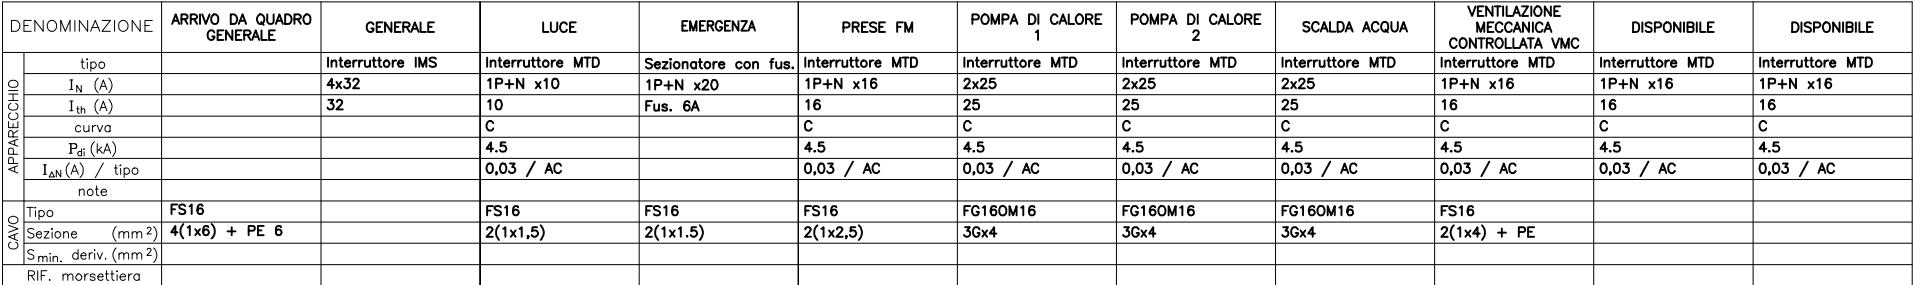 DENOMINAZIONE ARRIVO DA QUADRO GENERALE GENERALE LUCE EMERGENZA PRESE FM POMPA DI CALORE 1 POMPA DI CALORE 2 SCALDA ACQUA VENTILAZIONE MECCANICA CONTROLLATA VMC DISPONIBILE DISPONIBILE
APPARECCHIO
tipo Interruttore IMS Interruttore MTD Sezionatore con fus. Interruttore MTD Interruttore MTD Interruttore MTD Interruttore MTD Interruttore MTD Interruttore MTD Interruttore MTD
IN (A) 4x32 1P+N x10 1P+N x20 1P+N x16 2x25 2x25 2x25 1P+N x16 1P+N x16 1P+N x16
Ith (A) 32 10 Fus. 6A 16 25 25 25 16 16 16
curva C C C C C C C C
Pdi (kA) 4.5 4.5 4.5 4.5 4.5 4.5 4.5 4.5
IΔN(A) / tipo 0,03 / AC 0,03 / AC 0,03 / AC 0,03 / AC 0,03 / AC 0,03 / AC 0,03 / AC 0,03 / AC
note
CAVO
Tipo FS16 FS16 FS16 FS16 FG16OM16 FG16OM16 FG16OM16 FS16
Sezione (mm²) 4(1x6) + PE 6 2(1x1,5) 2(1x1.5) 2(1x2,5) 3Gx4 3Gx4 3Gx4 2(1x4) + PE
Smin. deriv. (mm²)
RIF. morsettiera